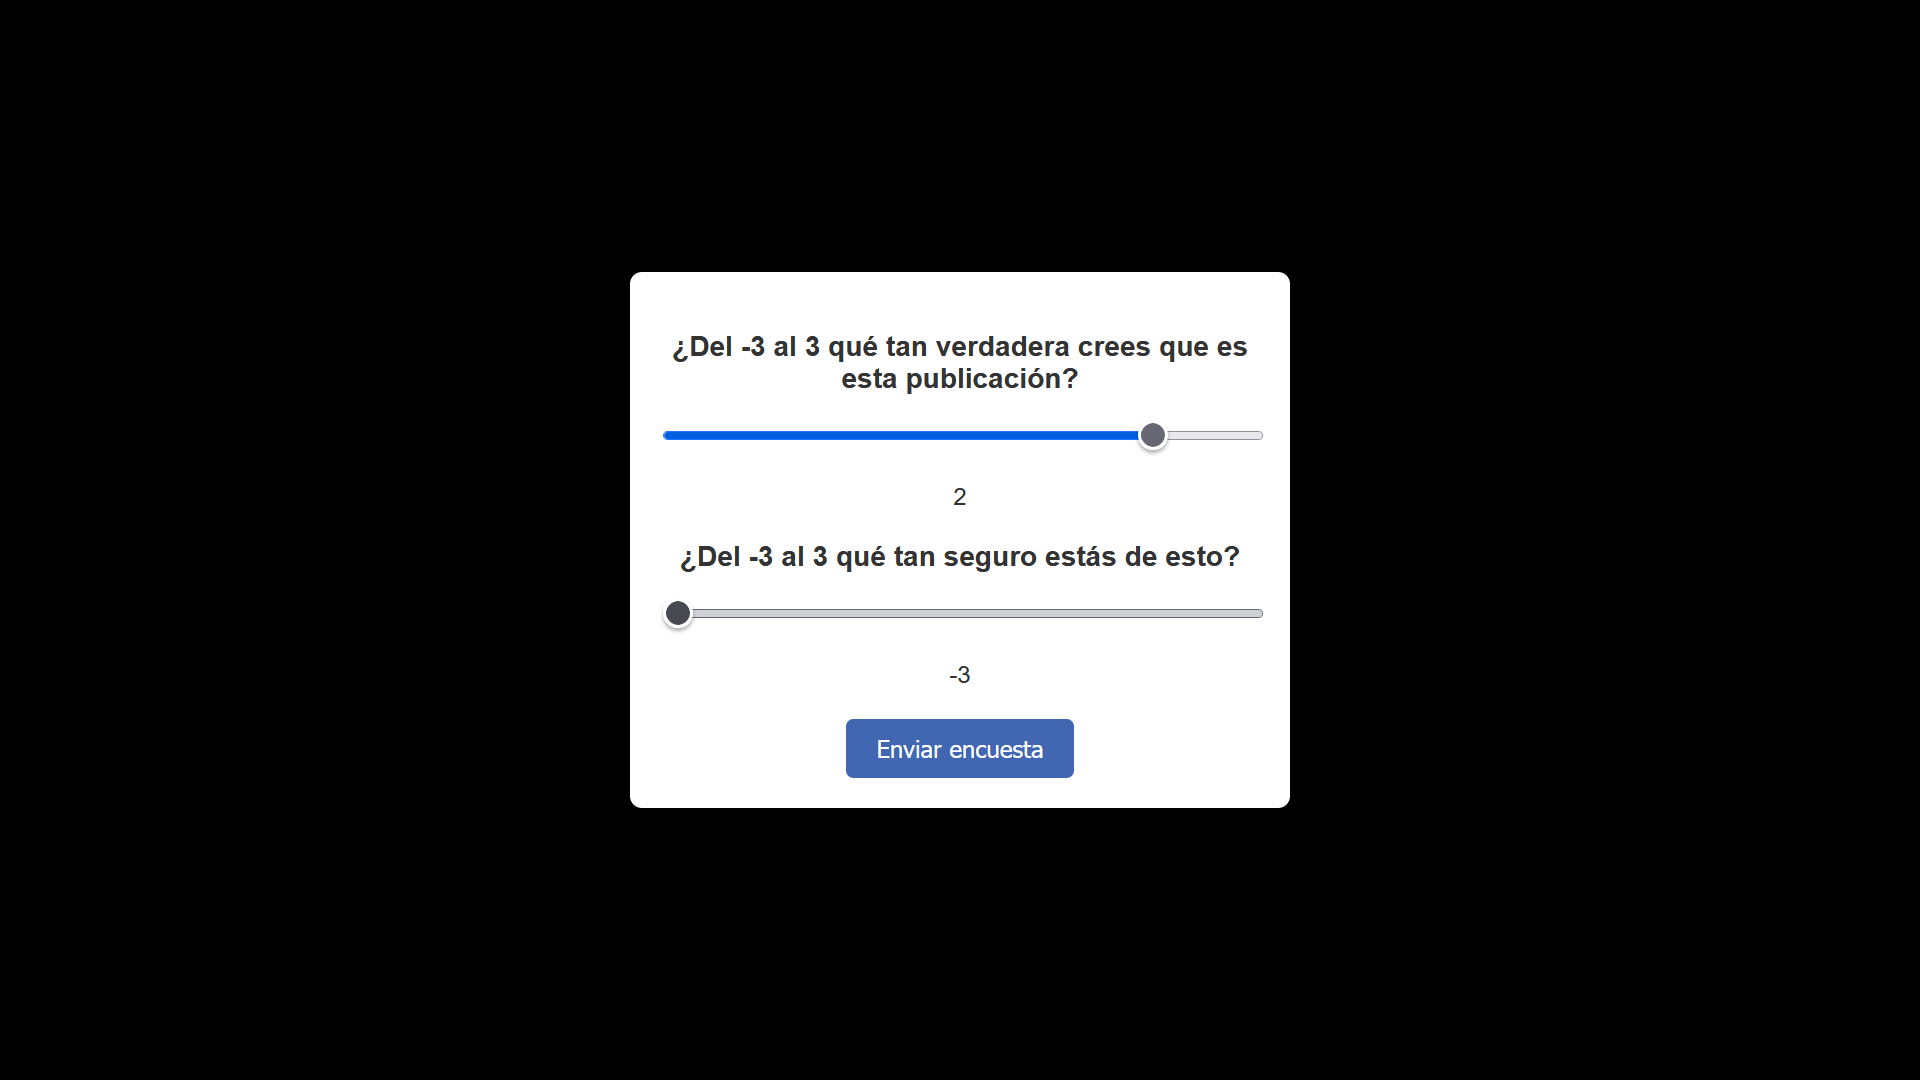 ¿Del -3 al 3 qué tan verdadera crees que es
esta publicación?
2
¿Del -3 al 3 qué tan seguro estás de esto?
-3
Enviar encuesta